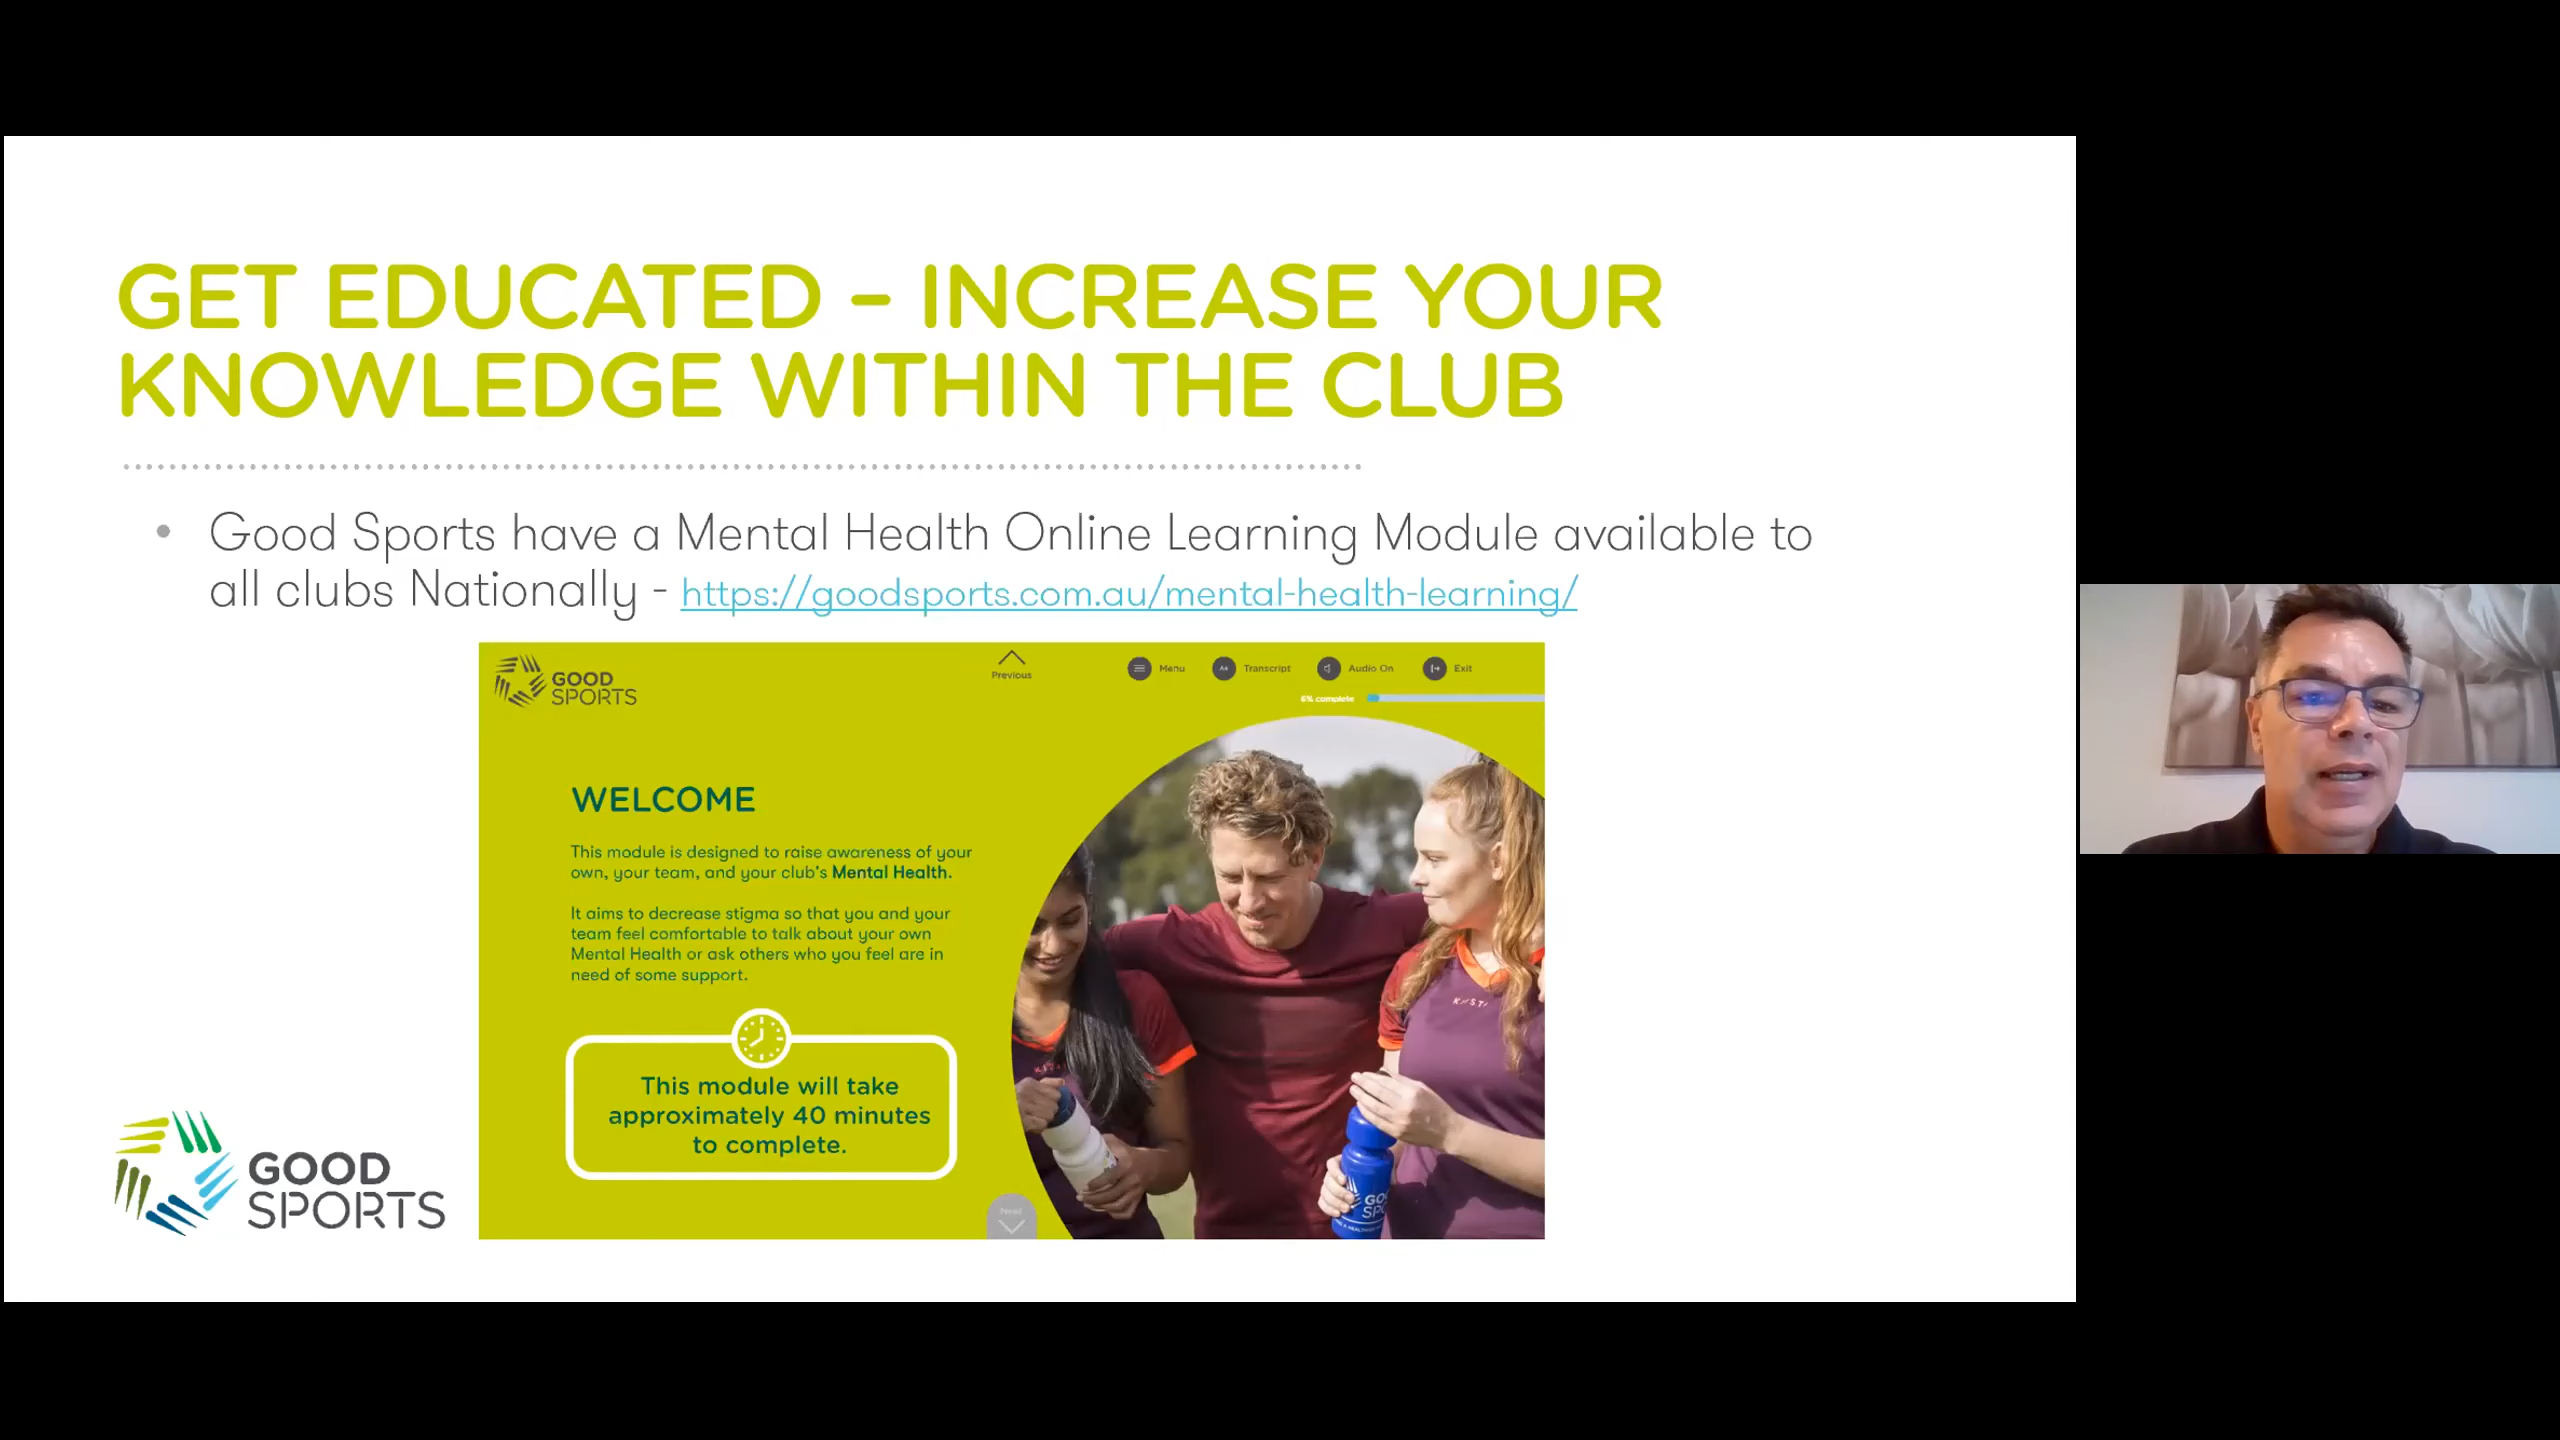 GET EDUCATED – INCREASE YOUR
KNOWLEDGE WITHIN THE CLUB
• Good Sports have a Mental Health Online Learning Module available to
all clubs Nationally - https://goodsports.com.au/mental-health-learning/
GOOD
SPORTS
Previous
Menu
Transcript
Audio On
Exit
6% complete
WELCOME
This module is designed to raise awareness of your
own, your team, and your club's Mental Health.
It aims to decrease stigma so that you and your
team feel comfortable to talk about your own
Mental Health or ask others who you feel are in
need of some support.
This module will take
approximately 40 minutes
to complete.
Next
GOOD
SPORTS